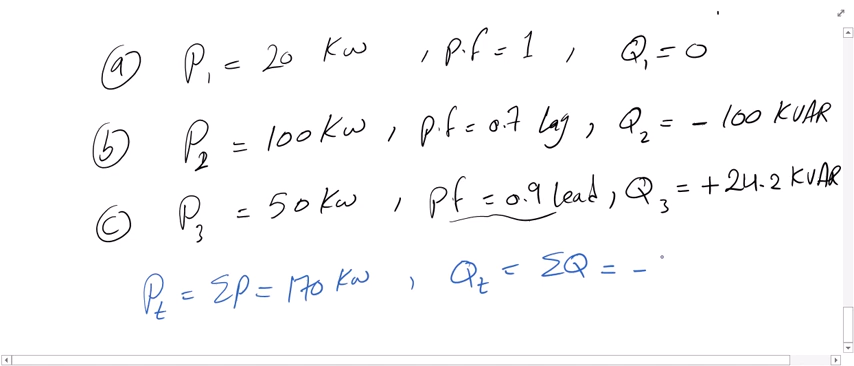 (a) P₁ = 20 Kw , p.f = 1 , Q₁ = 0
(b) P₂ = 100 Kw , p.f = 0.7 lag , Q₂ = - 100 KVAR
(c) P₃ = 50 Kw , pf = 0.9 lead , Q₃ = +24.2 KVAR
Pₜ = ΣP = 170 Kw , Qₜ = ΣQ = -